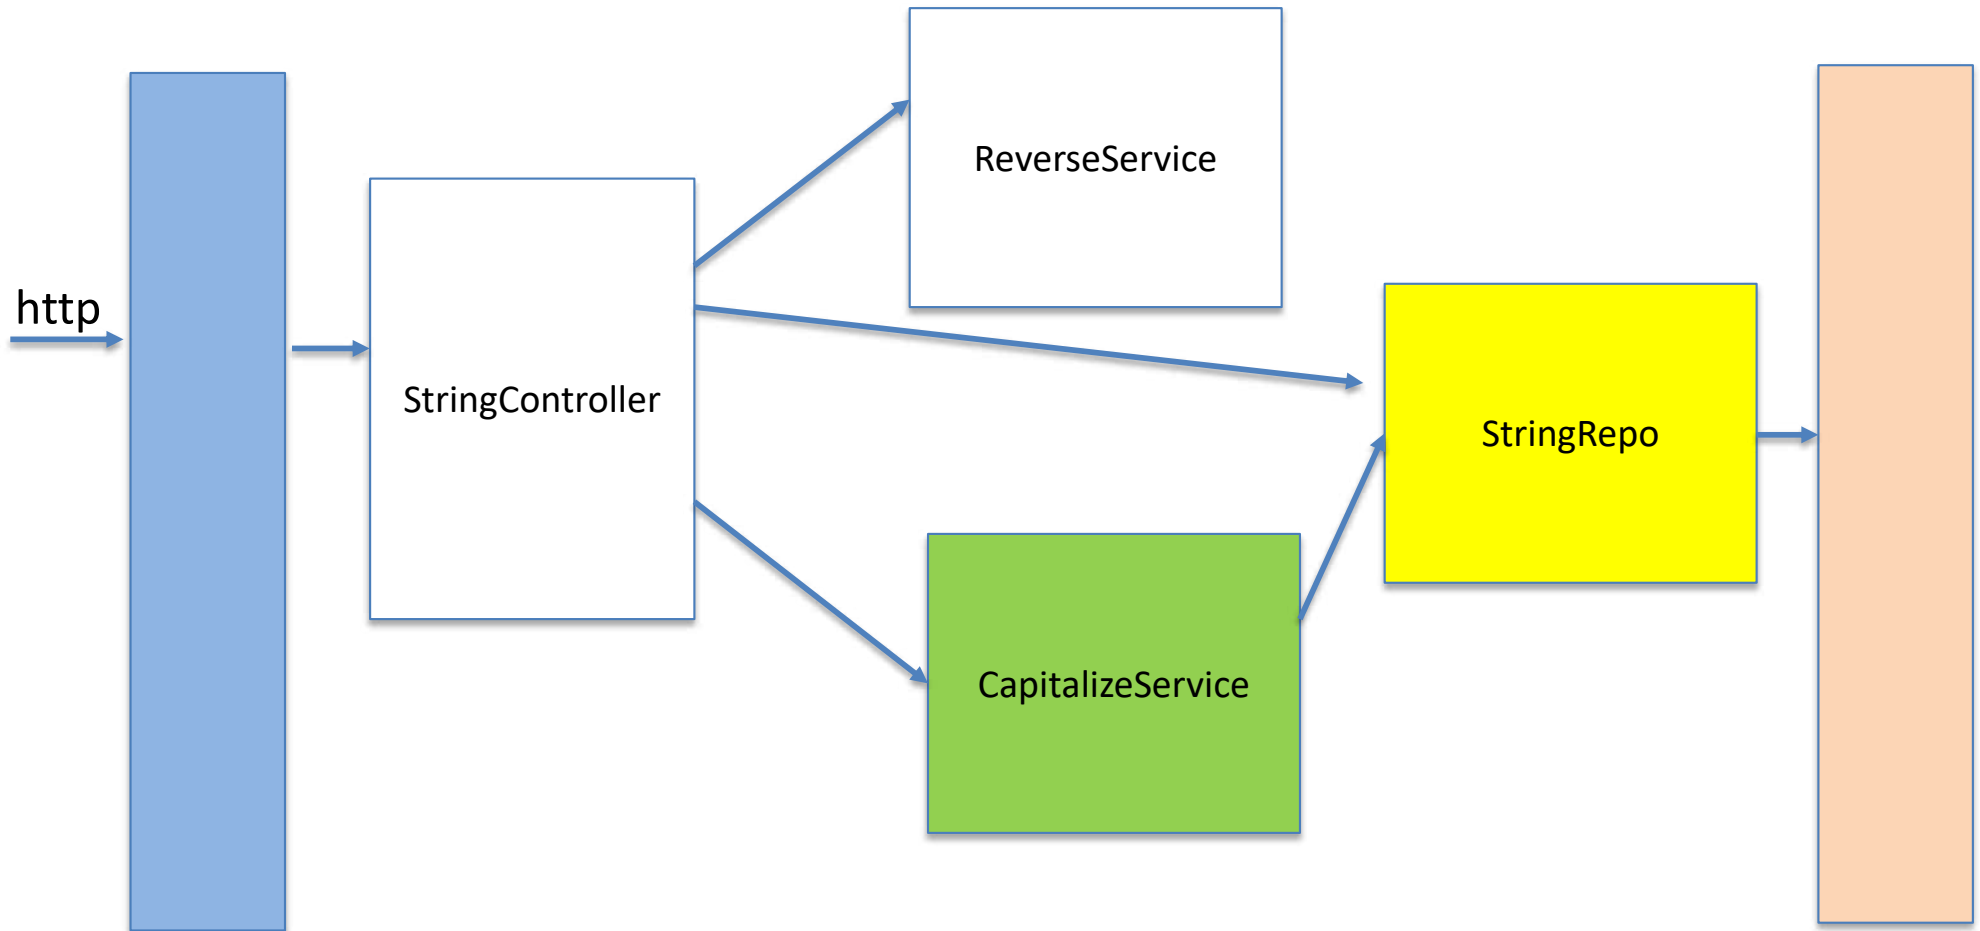 http
StringController
ReverseService
StringRepo
CapitalizeService